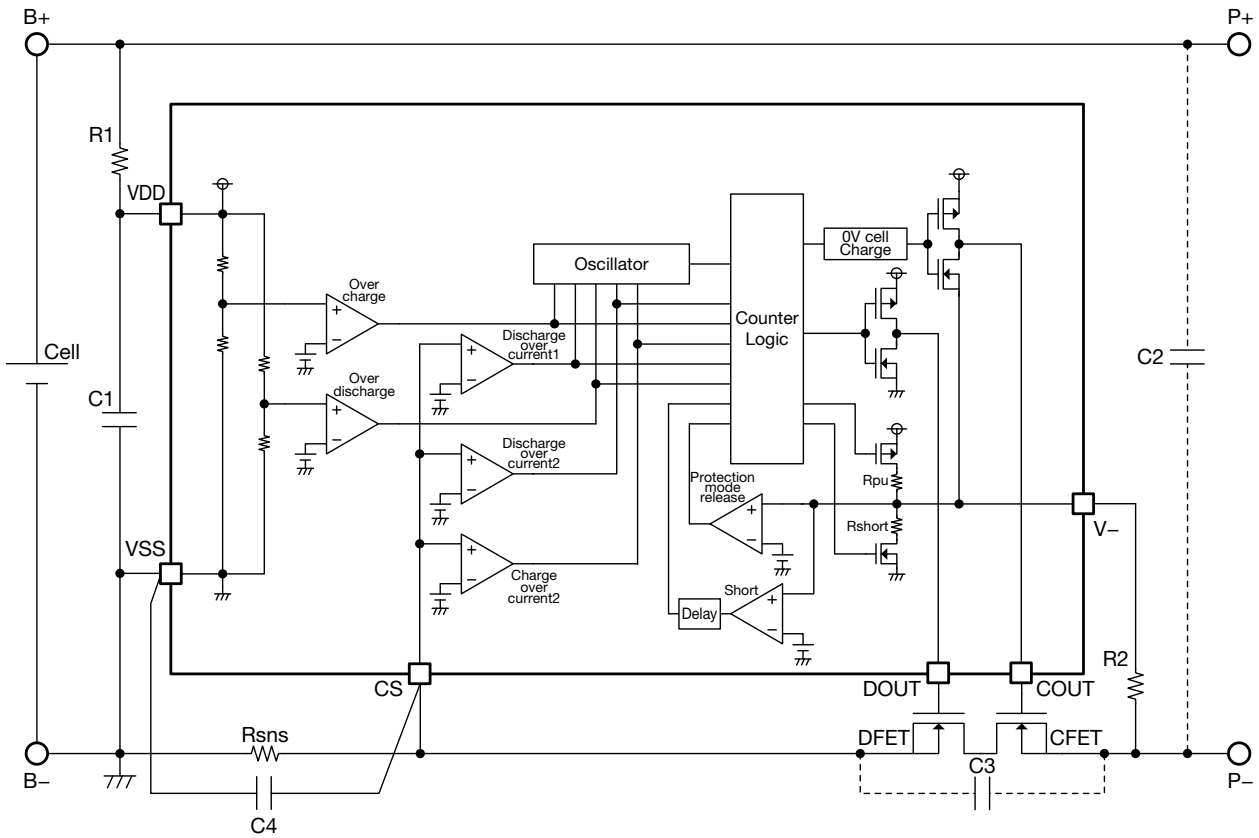 B+
P+
R1
VDD
0V cell
Charge
Oscillator
Over
charge
Counter
Logic
Discharge
over
current1
Cell
C2
C1
Over
discharge
Discharge
over
current2
Protection
mode
release
Rpu
+
−
+
−
+
−
+
−
+
−
+
−
+
−
Rshort
V−
VSS
Charge
over
current2
Short
Delay
CS
DOUT
COUT
R2
Rsns
DFET
CFET
C3
B−
P−
C4